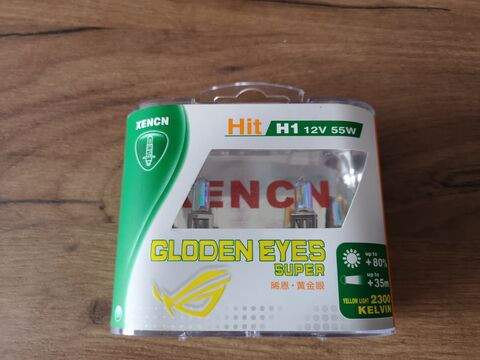 XENCN
Hit H1 12V 55W
XENCN
GLODEN EYES
SUPER
晞恩·黄金眼
up to
+80%
up to
+35m
YELLOW LIGHT 2300
KELVIN